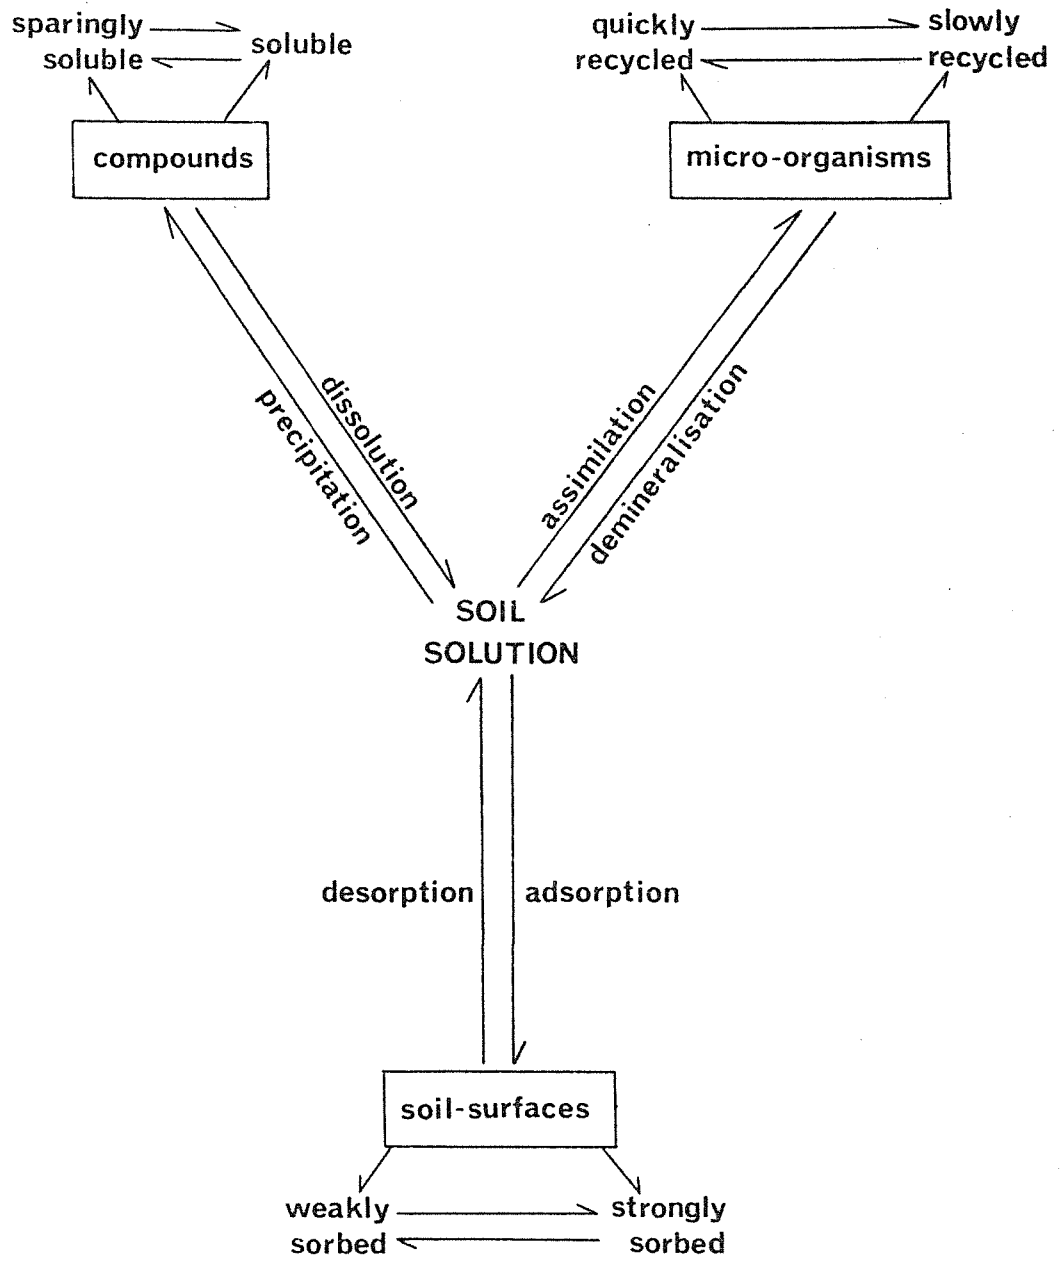 sparingly
soluble
soluble
quickly
recycled
slowly
recycled
compounds
micro-organisms
dissolution
precipitation
assimilation
demineralisation
SOIL
SOLUTION
desorption
adsorption
soil-surfaces
weakly
sorbed
strongly
sorbed